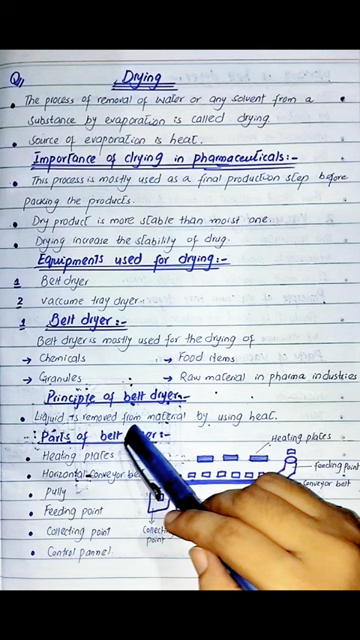 Q1
Drying
• The process of removal of water or any solvent from a
substance by evaporation is called drying.
• Source of evaporation is heat.
Importance of drying in pharmaceuticals:-
• This process is mostly used as a final production step before
packing the products.
• Dry product is more stable than moist one.
• Drying increase the stability of drug.
Equipments used for drying:-
1 Belt dryer
2 vaccume tray dryer.
1 Belt dryer:-
Belt dryer is mostly used for the drying of
→ Chemicals → Food items
→ Granules → Raw material in pharma industries
Principle of belt dryer:-
• Liquid is removed from material by using heat.
Parts of belt dryer:-
• Heating plates
• Horizontal conveyor belt
• pully
• Feeding point
• Collecting point
• Control pannel.
Heating plates
feeding point
Conveyor belt
Collecting
point